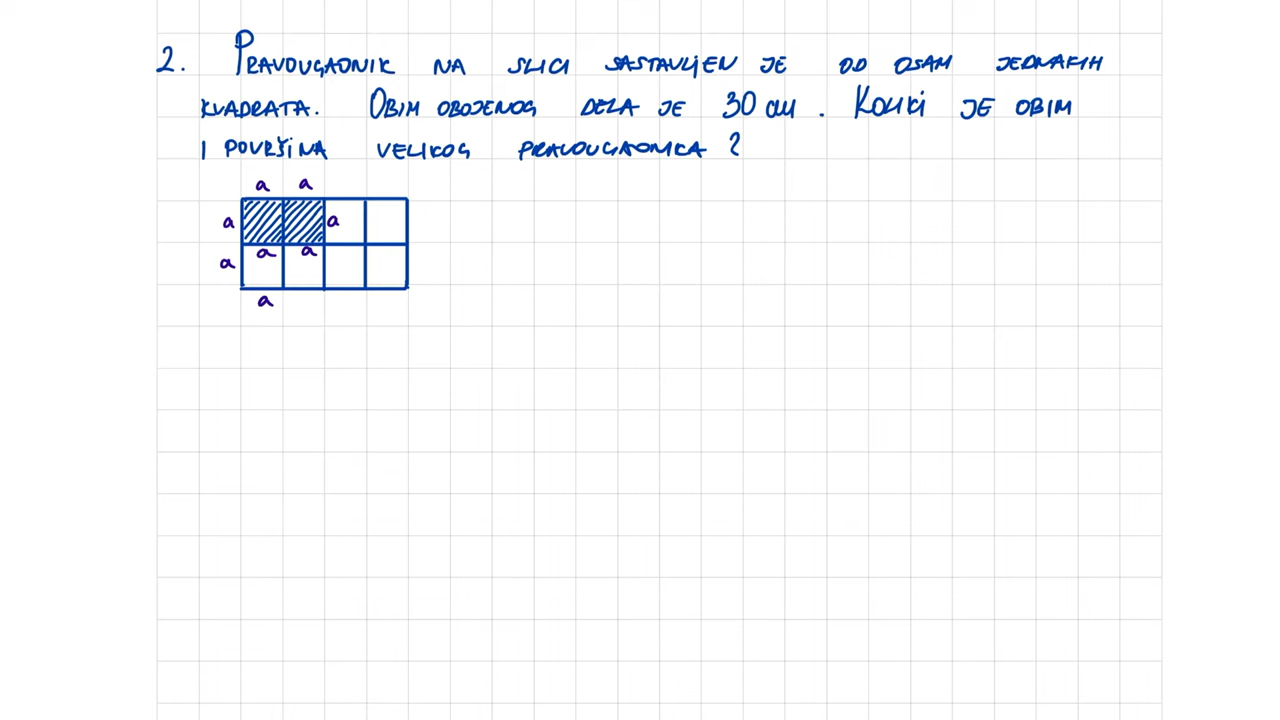 2. PRAVOUGAONIK NA SLICI SASTAVLJEN JE OD OSAM JEDNAKIH
KVADRATA. OBIM OBOJENOG DELA JE 30 cm. KOLIKI JE OBIM
I POVRŠINA VELIKOG PRAVOUGAONIKA?
a a
a a
a a a
a